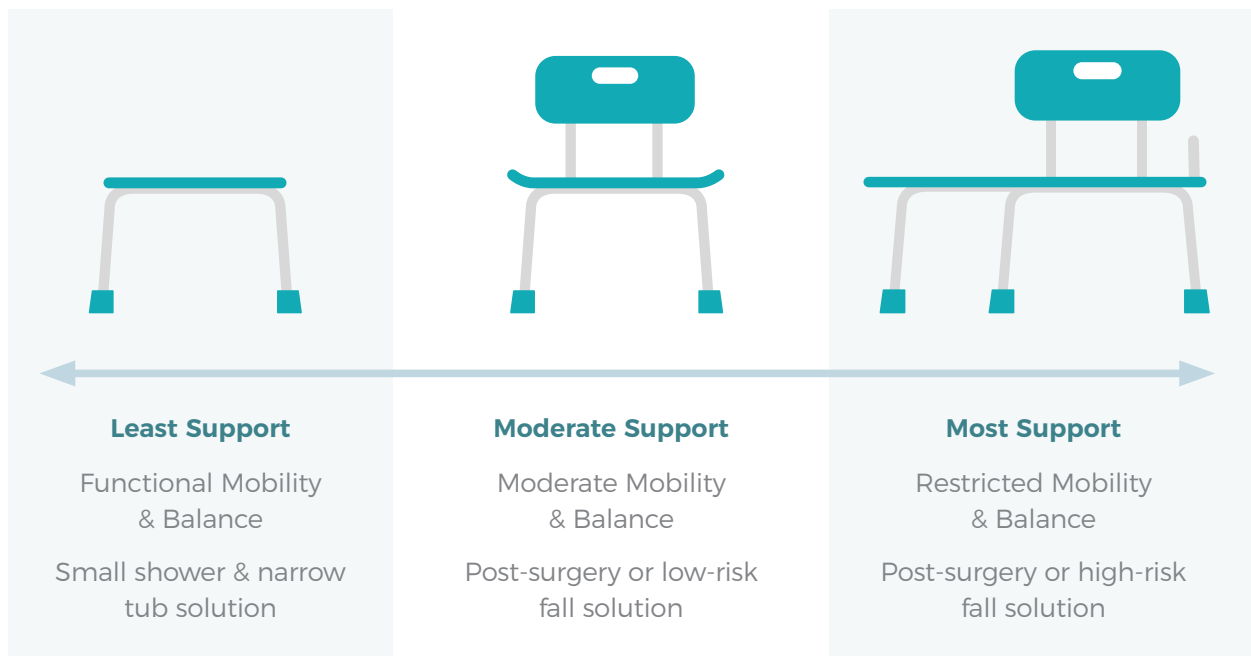 Least Support
Functional Mobility
& Balance
Small shower & narrow
tub solution
Moderate Support
Moderate Mobility
& Balance
Post-surgery or low-risk
fall solution
Most Support
Restricted Mobility
& Balance
Post-surgery or high-risk
fall solution